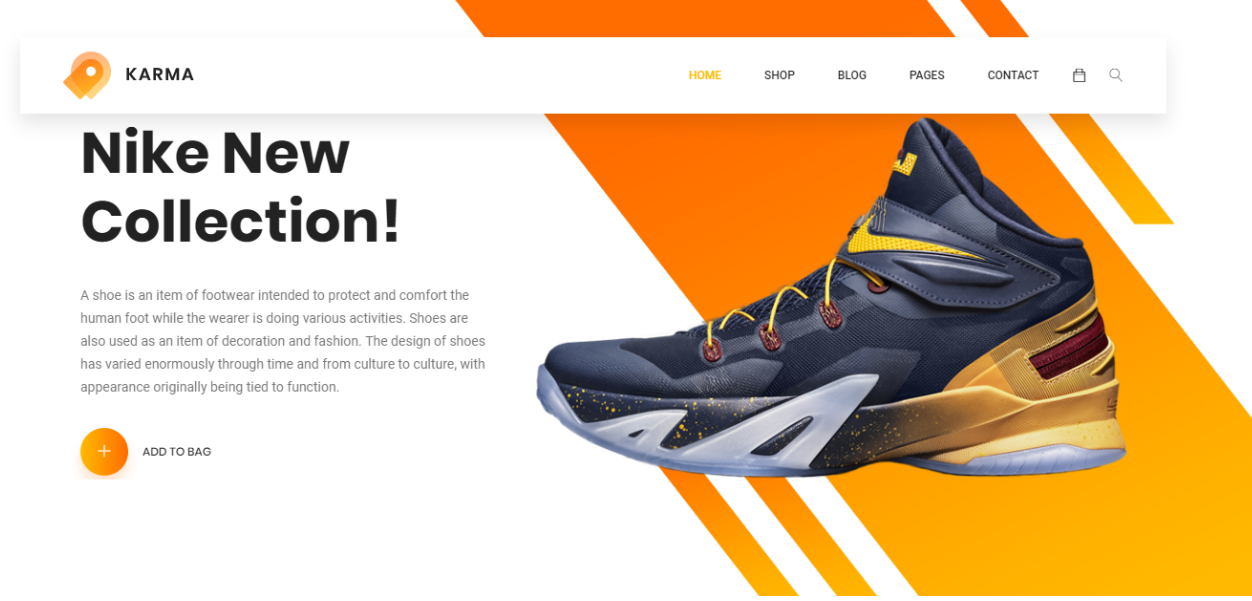 KARMA
HOME SHOP BLOG PAGES CONTACT
Nike New
Collection!
A shoe is an item of footwear intended to protect and comfort the
human foot while the wearer is doing various activities. Shoes are
also used as an item of decoration and fashion. The design of shoes
has varied enormously through time and from culture to culture, with
appearance originally being tied to function.
ADD TO BAG